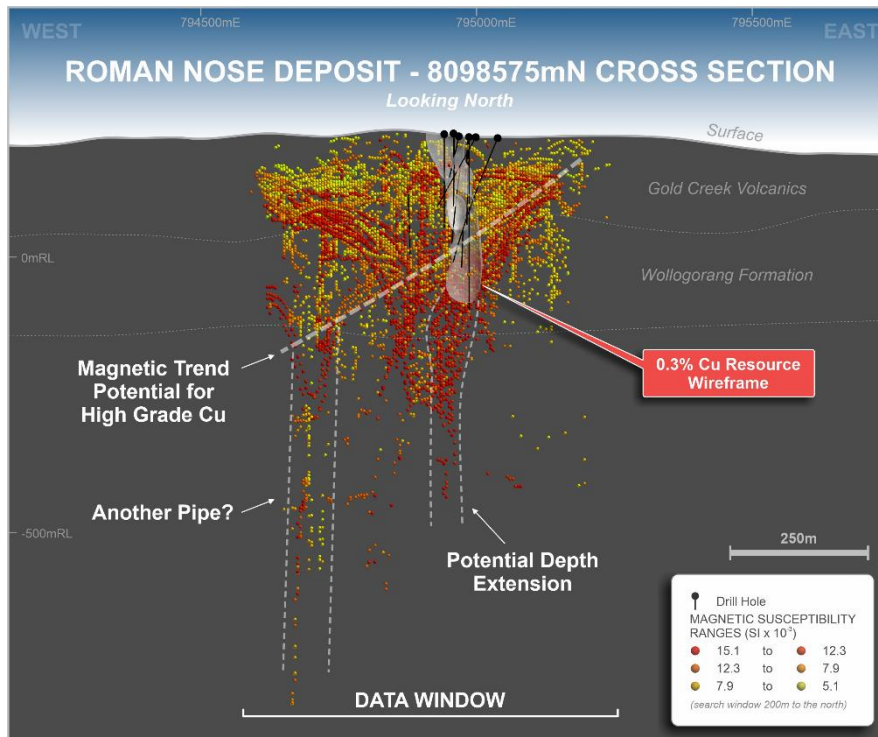 794500mE
795000mE
795500mE
WEST
EAST
ROMAN NOSE DEPOSIT - 8098575mN CROSS SECTION
Looking North
Surface
Gold Creek Volcanics
0mRL
Wollogorang Formation
Magnetic Trend
Potential for
High Grade Cu
0.3% Cu Resource
Wireframe
Another Pipe?
-500mRL
Potential Depth
Extension
250m
DATA WINDOW
Drill Hole
MAGNETIC SUSCEPTIBILITY
RANGES (SI x 10-3)
15.1 to 12.3
12.3 to 7.9
7.9 to 5.1
(search window 200m to the north)